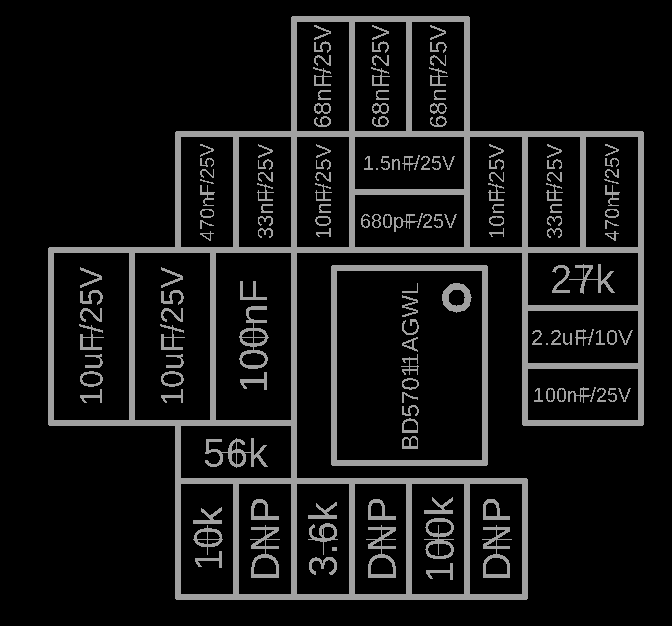 68nF/25V
68nF/25V
68nF/25V
470nF/25V
33nF/25V
10nF/25V
1.5nF/25V
680pF/25V
10nF/25V
33nF/25V
470nF/25V
10uF/25V
10uF/25V
100nF
BD57011AGWL
27k
2.2uF/10V
100nF/25V
56k
10k
DNP
3.6k
DNP
100k
DNP